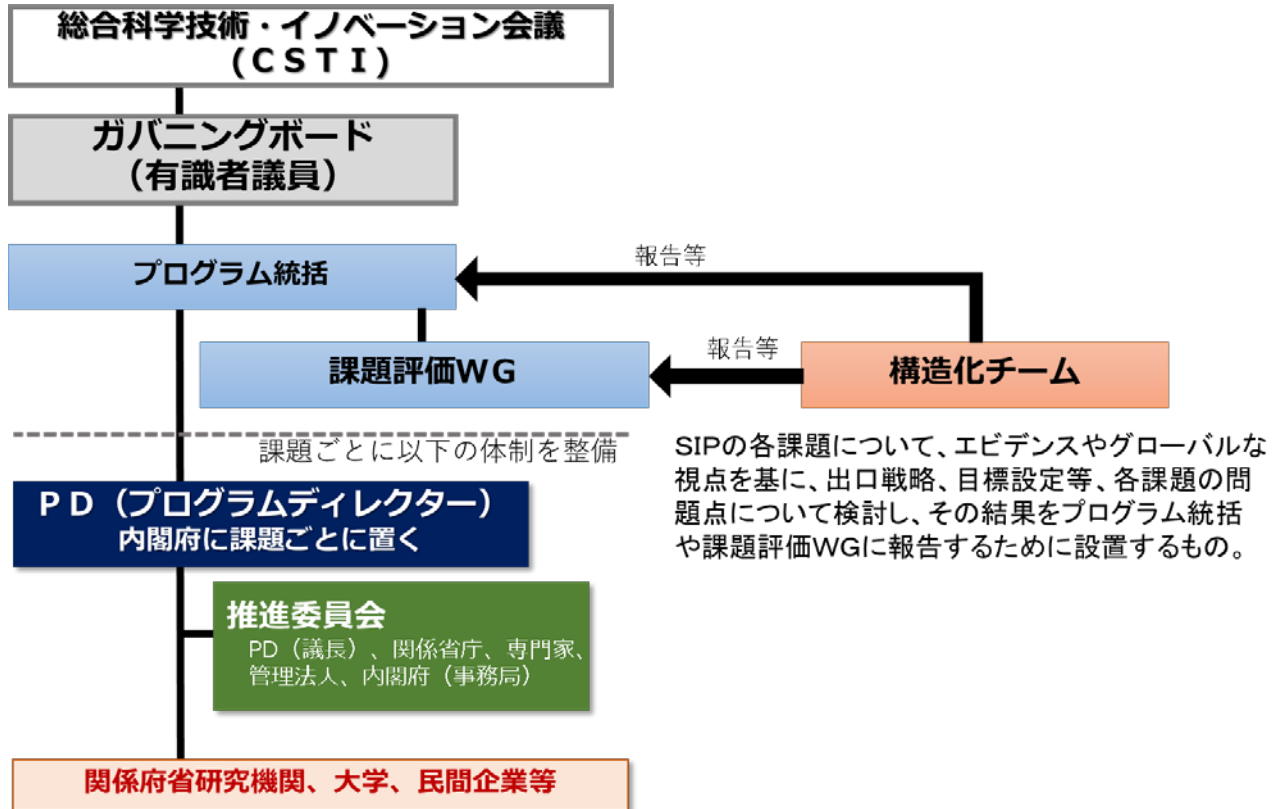 総合科学技術・イノベーション会議
(ＣＳＴＩ)
ガバニングボード
（有識者議員）
プログラム統括
報告等
課題評価WG
報告等
構造化チーム
課題ごとに以下の体制を整備
ＰＤ（プログラムディレクター）
内閣府に課題ごとに置く
推進委員会
PD（議長）、関係省庁、専門家、
管理法人、内閣府（事務局）
関係府省研究機関、大学、民間企業等
SIPの各課題について、エビデンスやグローバルな
視点を基に、出口戦略、目標設定等、各課題の問
題点について検討し、その結果をプログラム統括
や課題評価WGに報告するために設置するもの。